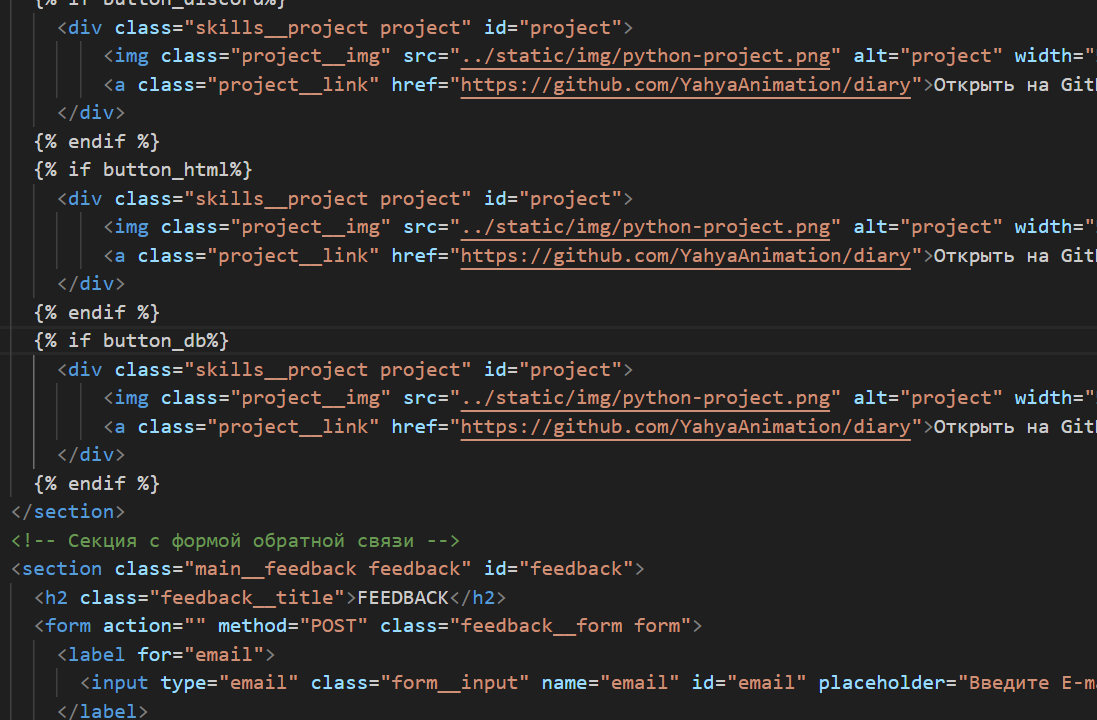 {% if button_discord%}
<div class="skills__project project" id="project">
<img class="project__img" src="../static/img/python-project.png" alt="project" width="
<a class="project__link" href="https://github.com/YahyaAnimation/diary">Открыть на Git
</div>
{% endif %}
{% if button_html%}
<div class="skills__project project" id="project">
<img class="project__img" src="../static/img/python-project.png" alt="project" width="
<a class="project__link" href="https://github.com/YahyaAnimation/diary">Открыть на Git
</div>
{% endif %}
{% if button_db%}
<div class="skills__project project" id="project">
<img class="project__img" src="../static/img/python-project.png" alt="project" width="
<a class="project__link" href="https://github.com/YahyaAnimation/diary">Открыть на Git
</div>
{% endif %}
</section>
<!-- Секция с формой обратной связи -->
<section class="main__feedback feedback" id="feedback">
<h2 class="feedback__title">FEEDBACK</h2>
<form action="" method="POST" class="feedback__form form">
<label for="email">
<input type="email" class="form__input" name="email" id="email" placeholder="Введите E-ma
</label>